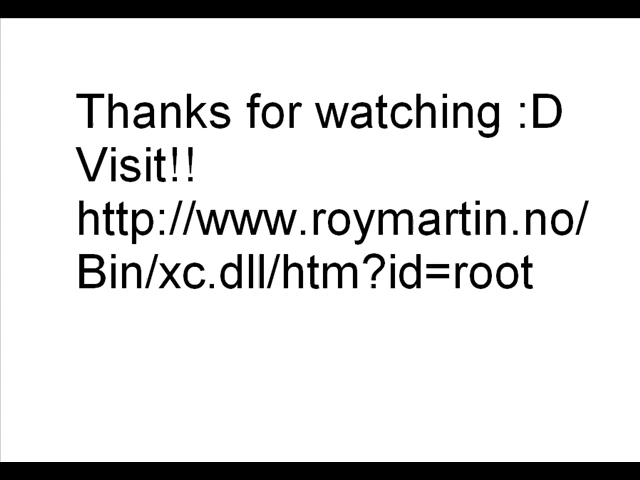 Thanks for watching :D
Visit!!
http://www.roymartin.no/
Bin/xc.dll/htm?id=root